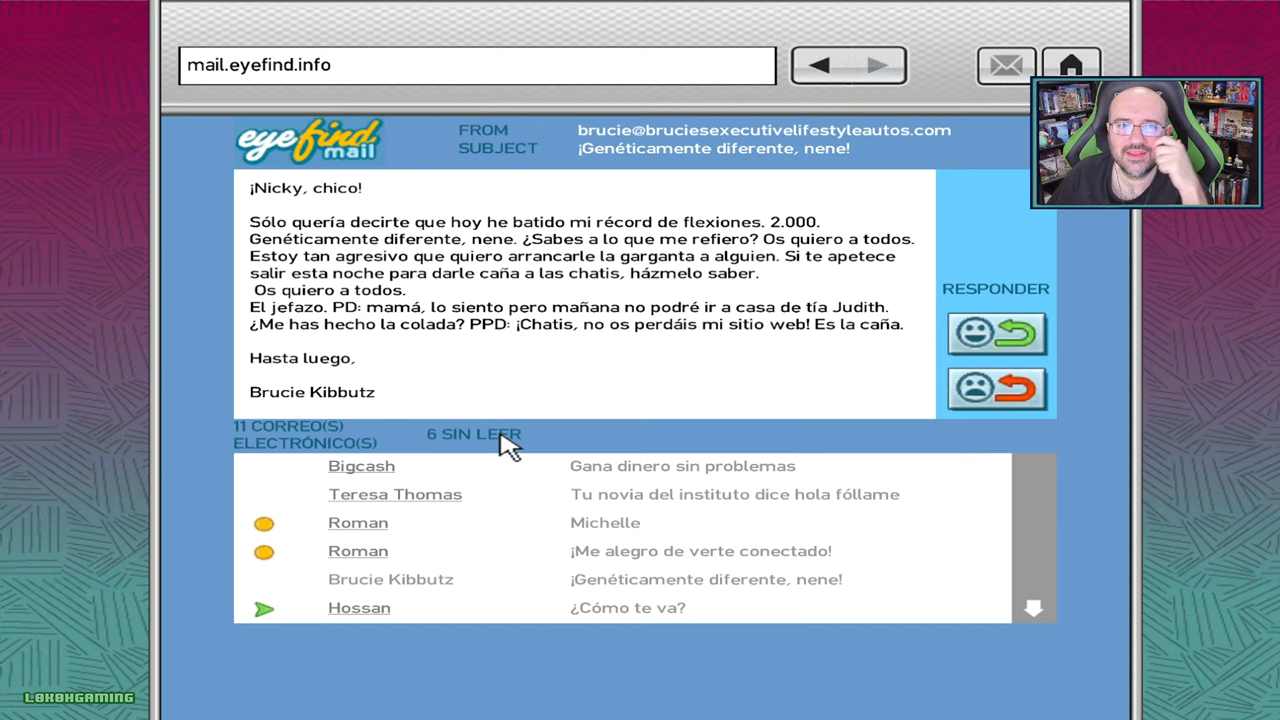 mail.eyefind.info
eyefind
mail
FROM brucie@bruciesexecutivelifestyleautos.com
SUBJECT ¡Genéticamente diferente, nene!
¡Nicky, chico!
Sólo quería decirte que hoy he batido mi récord de flexiones. 2.000.
Genéticamente diferente, nene. ¿Sabes a lo que me refiero? Os quiero a todos.
Estoy tan agresivo que quiero arrancarle la garganta a alguien. Si te apetece
salir esta noche para darle caña a las chatis, házmelo saber.
Os quiero a todos.
El jefazo. PD: mamá, lo siento pero mañana no podré ir a casa de tía Judith.
¿Me has hecho la colada? PPD: ¡Chatis, no os perdáis mi sitio web! Es la caña.
Hasta luego,
Brucie Kibbutz
RESPONDER
11 CORREO(S)
ELECTRÓNICO(S)
6 SIN LEER
Bigcash Gana dinero sin problemas
Teresa Thomas Tu novia del instituto dice hola fóllame
Roman Michelle
Roman ¡Me alegro de verte conectado!
Brucie Kibbutz ¡Genéticamente diferente, nene!
Hossan ¿Cómo te va?
L0K0XGAMING